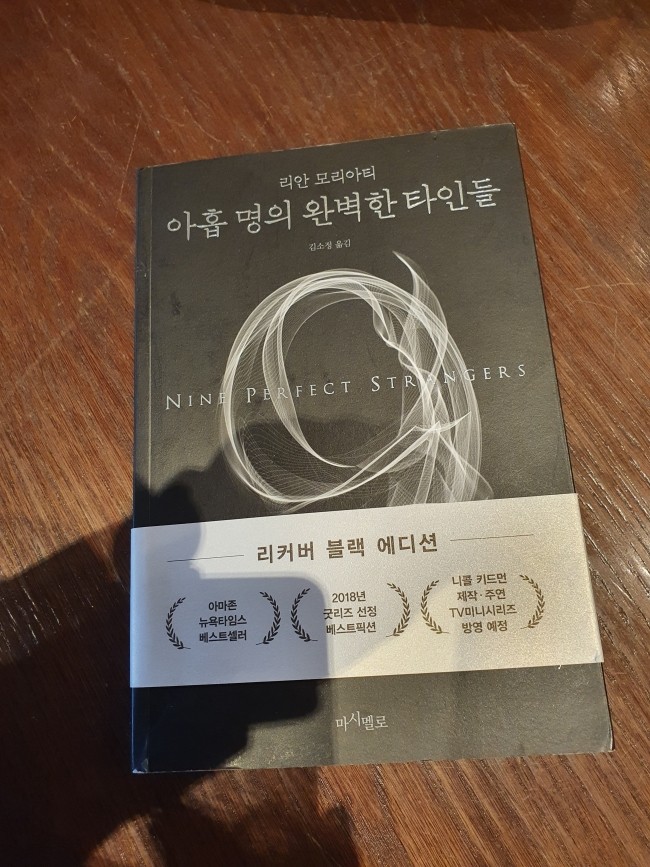 리안 모리아티
아홉 명의 완벽한 타인들
김소정 옮김
NINE PERFECT STRANGERS
리커버 블랙 에디션
아마존
뉴욕타임스
베스트셀러
2018년
굿리즈 선정
베스트픽션
니콜 키드먼
제작·주연
TV미니시리즈
방영 예정
마시멜로